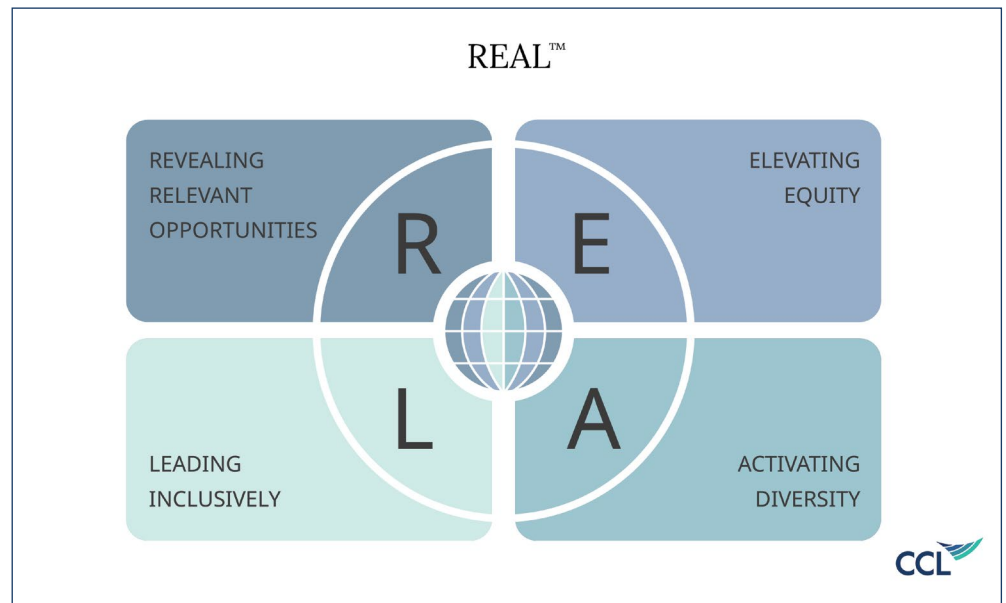 REAL™
REVEALING
RELEVANT
OPPORTUNITIES
R
E
ELEVATING
EQUITY
L
LEADING
INCLUSIVELY
A
ACTIVATING
DIVERSITY
CCL